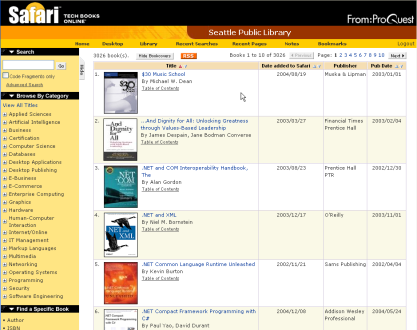 Safari
TECH BOOKS
ONLINE
From:ProQuest
Seattle Public Library
Home Desktop Library Recent Searches Recent Pages Notes Bookmarks Logout
Search
Go
Code Fragments only
Advanced Search
Browse By Category
View All Titles
Applied Sciences
Artificial Intelligence
Business
Certification
Computer Science
Databases
Desktop Applications
Desktop Publishing
E-Business
E-Commerce
Enterprise Computing
Graphics
Hardware
Human-Computer
Interaction
Internet/Online
IT Management
Markup Languages
Multimedia
Networking
Operating Systems
Programming
Security
Software Engineering
Find a Specific Book
Author
ISBN
3026 book(s). Hide Bookcover RSS Books 1 to 10 of 3026 Page: 1 2 3 4 5 6 7 8 9 10 Next
Title Date added to Safari Publisher Pub Date
1. $30 Music School 2004/08/19 Muska & Lipman 2003/01/01
By Michael W. Dean
Table of Contents
2. ...And Dignity for All: Unlocking Greatness 2003/03/27 Financial Times 2003/02/04
through Values-Based Leadership Prentice Hall
By James Despain, Jane Bodman Converse
Table of Contents
3. .NET and COM Interoperability Handbook, 2003/08/23 Prentice Hall 2002/12/30
The PTR
By Alan Gordon
Table of Contents
4. .NET and XML 2003/12/17 O'Reilly 2003/11/01
By Niel M. Bornstein
Table of Contents
5. .NET Common Language Runtime Unleashed 2002/11/21 Sams Publishing 2002/04/04
By Kevin Burton
Table of Contents
6. .NET Compact Framework Programming with 2004/12/08 Addison Wesley 2004/05/24
C# Professional
By Paul Yao, David Durant